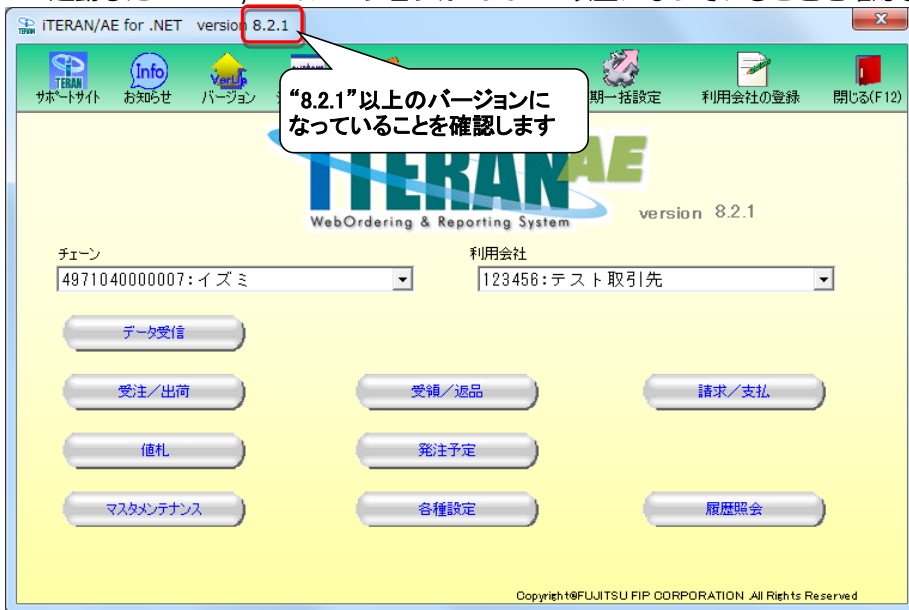 iTERAN/AE for .NET version 8.2.1
サポートサイト お知らせ バージョン 期一括設定 利用会社の登録 閉じる(F12)
“8.2.1”以上のバージョンに
なっていることを確認します
iTERAN AE
WebOrdering & Reporting System
version 8.2.1
チェーン 利用会社
4971040000007:イズミ 123456:テスト取引先
データ受信
受注／出荷 受領／返品 請求／支払
値札 発注予定
マスタメンテナンス 各種設定 履歴照会
Copyright©FUJITSU FIP CORPORATION .All Rights Reserved